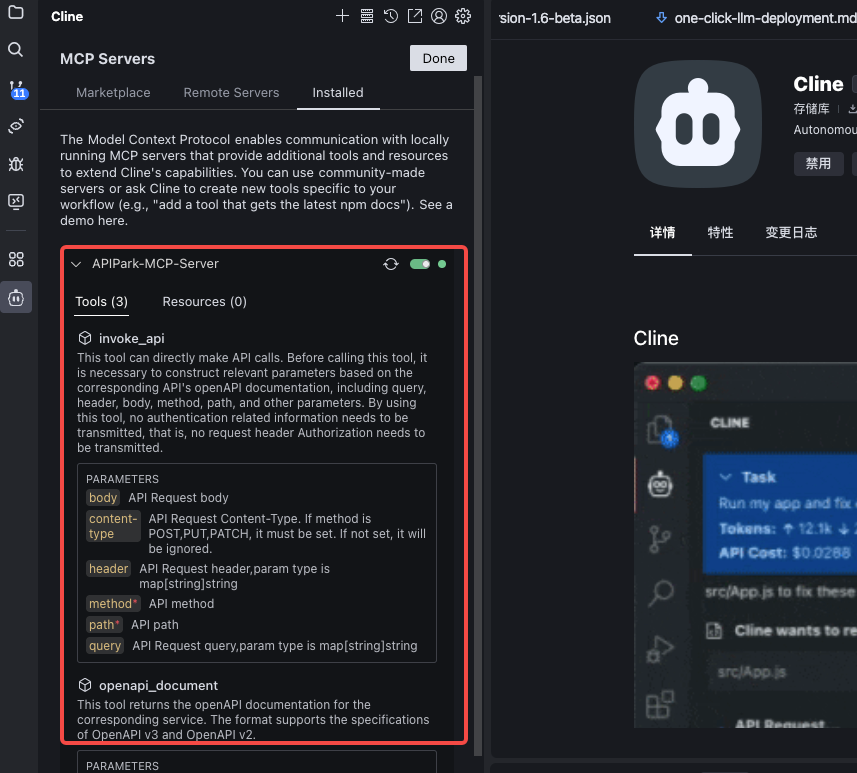 Cline
11
MCP Servers
Done
Marketplace
Remote Servers
Installed
The Model Context Protocol enables communication with locally
running MCP servers that provide additional tools and resources
to extend Cline's capabilities. You can use community-made
servers or ask Cline to create new tools specific to your
workflow (e.g., "add a tool that gets the latest npm docs"). See a
demo here.
APIPark-MCP-Server
Tools (3)
Resources (0)
invoke_api
This tool can directly make API calls. Before calling this tool, it
is necessary to construct relevant parameters based on the
corresponding API's openAPI documentation, including query,
header, body, method, path, and other parameters. By using
this tool, no authentication related information needs to be
transmitted, that is, no request header Authorization needs to
be transmitted.
PARAMETERS
body API Request body
content-type API Request Content-Type. If method is
POST,PUT,PATCH, it must be set. If not set, it will
be ignored.
header API Request header,param type is
map[string]string
method* API method
path* API path
query API Request query,param type is map[string]string
openapi_document
This tool returns the openAPI documentation for the
corresponding service. The format supports the specifications
of OpenAPI v3 and OpenAPI v2.
PARAMETERS
sion-1.6-beta.json
one-click-llm-deployment.md
Cline
存储库
Autonomou
禁用
详情
特性
变更日志
Cline
CLINE
Task
Run my app and fix
Tokens: ↑ 12.1k ↓
API Cost: $0.0288
src/App.js to fix these
Cline wants to re
src/App.js
API Request...